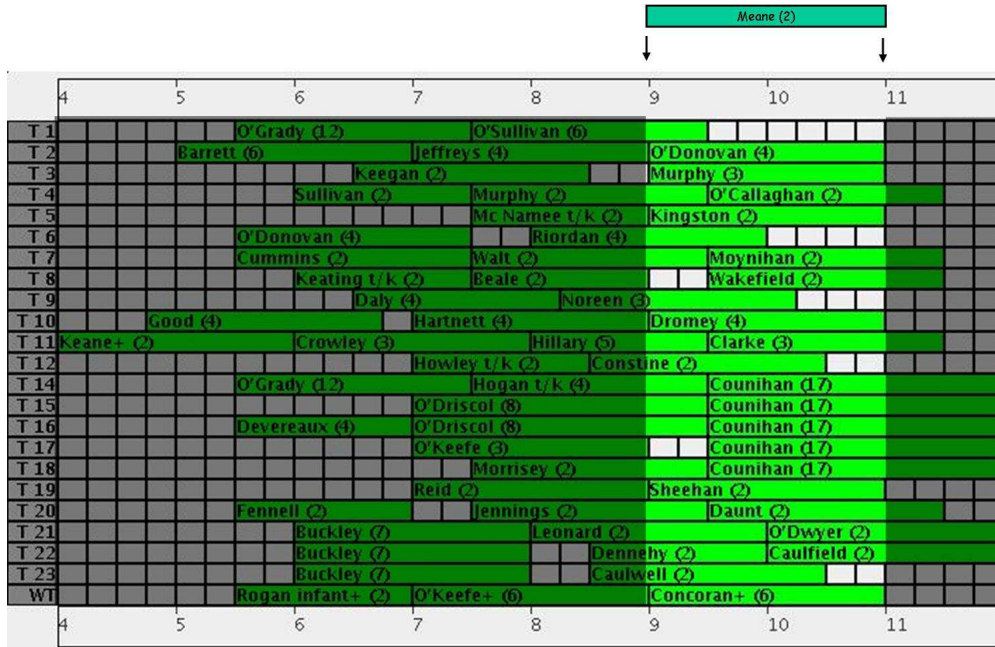 Meane (2)
4 5 6 7 8 9 10 11
T 1 O'Grady (12) O'Sullivan (6)
T 2 Barrett (6) Jeffreys (4) O'Donovan (4)
T 3 Keegan (2) Murphy (3)
T 4 Sullivan (2) Murphy (2) O'Callaghan (2)
T 5 Mc Namee t/k (2) Kingston (2)
T 6 O'Donovan (4) Riordan (4)
T 7 Cummins (2) Walt (2) Moynihan (2)
T 8 Keating t/k (2) Beale (2) Wakefield (2)
T 9 Daly (4) Noreen (3)
T 10 Good (4) Hartnett (4) Dromey (4)
T 11 Keane+ (2) Crowley (3) Hillary (5) Clarke (3)
T 12 Howley t/k (2) Constine (2)
T 14 O'Grady (12) Hogan t/k (4) Counihan (17)
T 15 O'Driscol (8) Counihan (17)
T 16 Devereaux (4) O'Driscol (8) Counihan (17)
T 17 O'Keefe (3) Counihan (17)
T 18 Morrisey (2) Counihan (17)
T 19 Reid (2) Sheehan (2)
T 20 Fennell (2) Jennings (2) Daunt (2)
T 21 Buckley (7) Leonard (2) O'Dwyer (2)
T 22 Buckley (7) Dennehy (2) Caulfield (2)
T 23 Buckley (7) Caulwell (2)
WT Rogan infant+ (2) O'Keefe+ (6) Concoran+ (6)
4 5 6 7 8 9 10 11